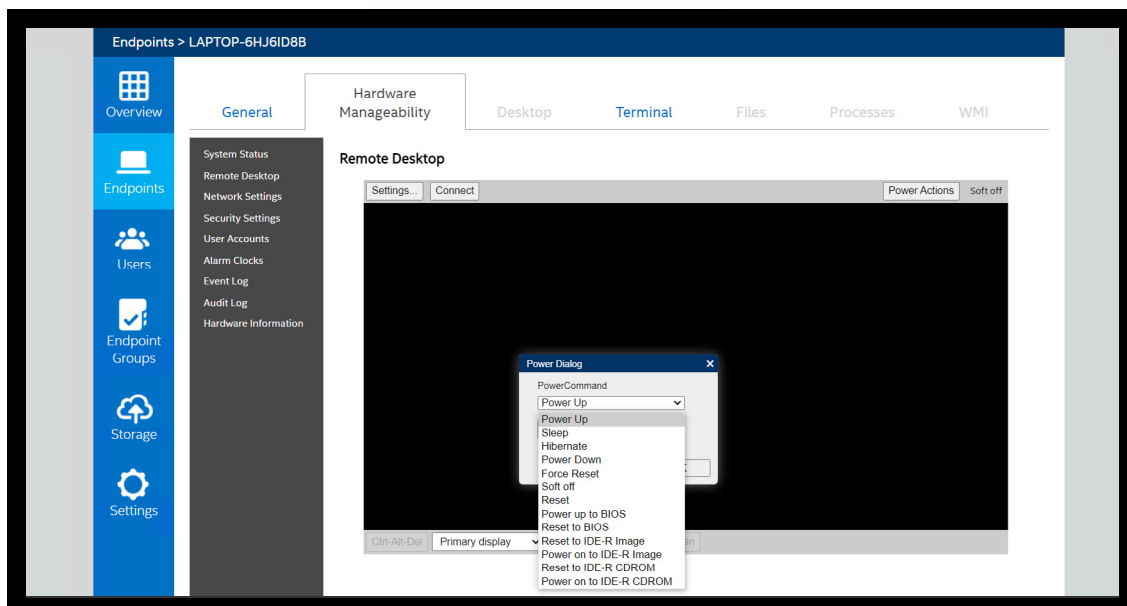 Endpoints > LAPTOP-6HJ6ID8B
Overview
Endpoints
Users
Endpoint
Groups
Storage
Settings
General
Hardware
Manageability
Desktop
Terminal
Files
Processes
WMI
System Status
Remote Desktop
Network Settings
Security Settings
User Accounts
Alarm Clocks
Event Log
Audit Log
Hardware Information
Remote Desktop
Settings... Connect Power Actions Soft off
Power Dialog
PowerCommand
Power Up
Power Up
Sleep
Hibernate
Power Down
Force Reset
Soft off
Reset
Power up to BIOS
Reset to BIOS
Reset to IDE-R Image
Power on to IDE-R Image
Reset to IDE-R CDROM
Power on to IDE-R CDROM
Ctrl-Alt-Del Primary display